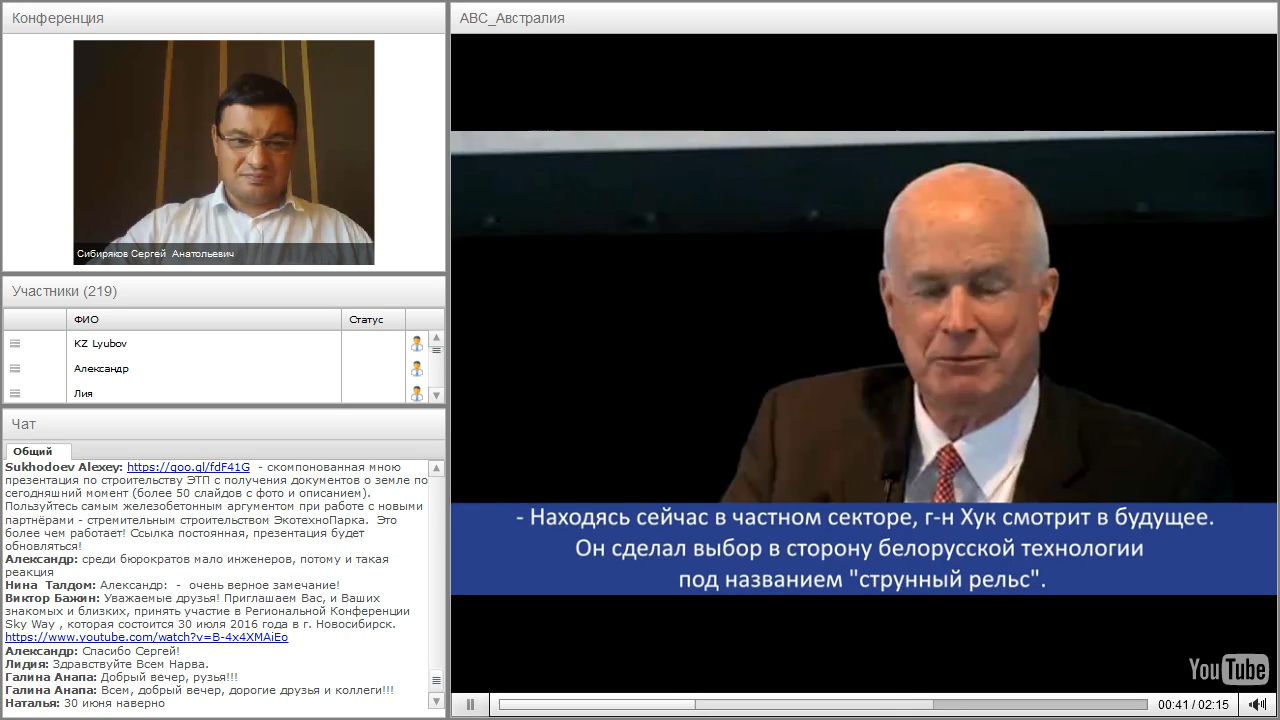 Конференция
Сибиряков Сергей Анатольевич
Участники (219)
ФИО Статус
KZ Lyubov
Александр
Лия
Чат
Общий
Sukhodoev Alexey: https://goo.gl/fdF41G - скомпонованная мною
презентация по строительству ЭТП с получения документов о земле по
сегодняшний момент (более 50 слайдов с фото и описанием).
Пользуйтесь самым железобетонным аргументом при работе с новыми
партнёрами - стремительным строительством ЭкотехноПарка. Это
более чем работает! Ссылка постоянная, презентация будет
обновляться!
Александр: среди бюрократов мало инженеров, потому и такая
реакция
Нина Талдом: Александр: - очень верное замечание!
Виктор Бажин: Уважаемые друзья! Приглашаем Вас, и Ваших
знакомых и близких, принять участие в Региональной Конференции
Sky Way , которая состоится 30 июля 2016 года в г. Новосибирск.
https://www.youtube.com/watch?v=B-4x4XMAiEo
Александр: Спасибо Сергей!
Лидия: Здравствуйте Всем Нарва.
Галина Анапа: Добрый вечер, рузья!!!
Галина Анапа: Всем, добрый вечер, дорогие друзья и коллеги!!!
Наталья: 30 июня наверно
ABC_Австралия
- Находясь сейчас в частном секторе, г-н Хук смотрит в будущее.
Он сделал выбор в сторону белорусской технологии
под названием "струнный рельс".
YouTube
00:41 / 02:15